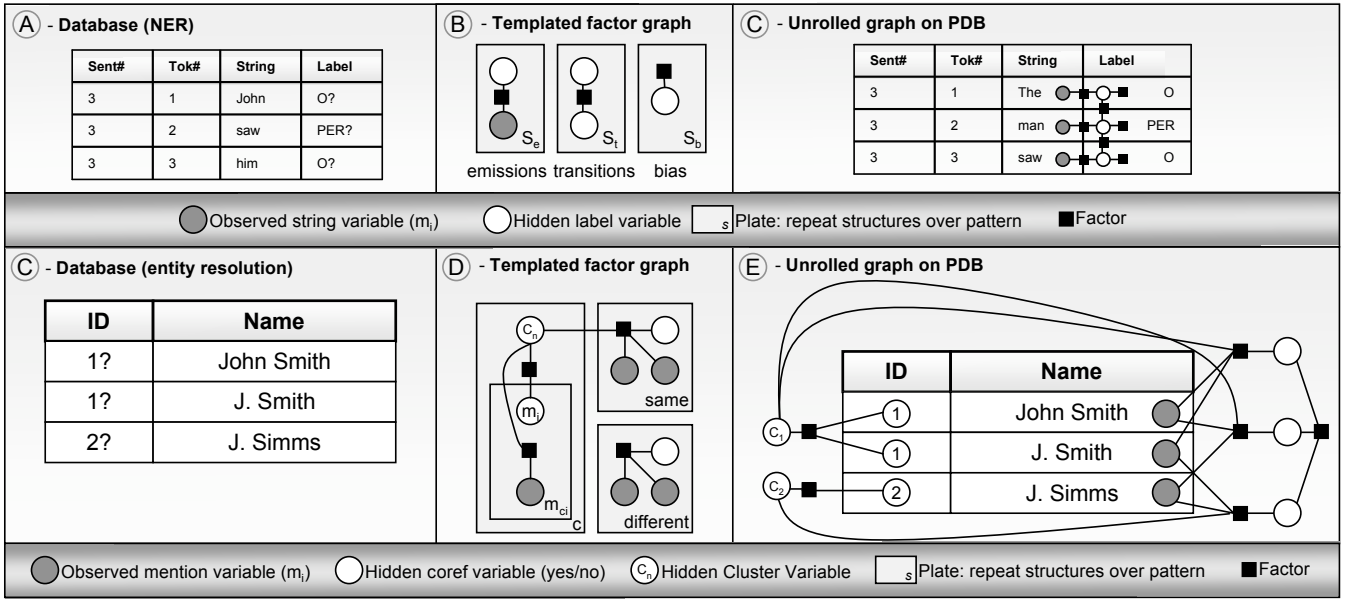 A - Database (NER)
Sent# Tok# String Label
3 1 John O?
3 2 saw PER?
3 3 him O?
B - Templated factor graph
Se St Sb
emissions transitions bias
C - Unrolled graph on PDB
Sent# Tok# String Label
3 1 The O
3 2 man PER
3 3 saw O
Observed string variable (mi) Hidden label variable s Plate: repeat structures over pattern Factor
C - Database (entity resolution)
ID Name
1? John Smith
1? J. Smith
2? J. Simms
D - Templated factor graph
Cn
same
mi
mci
c
different
E - Unrolled graph on PDB
ID Name
C1 1 John Smith
1 J. Smith
C2 2 J. Simms
Observed mention variable (mi) Hidden coref variable (yes/no) Cn Hidden Cluster Variable s Plate: repeat structures over pattern Factor